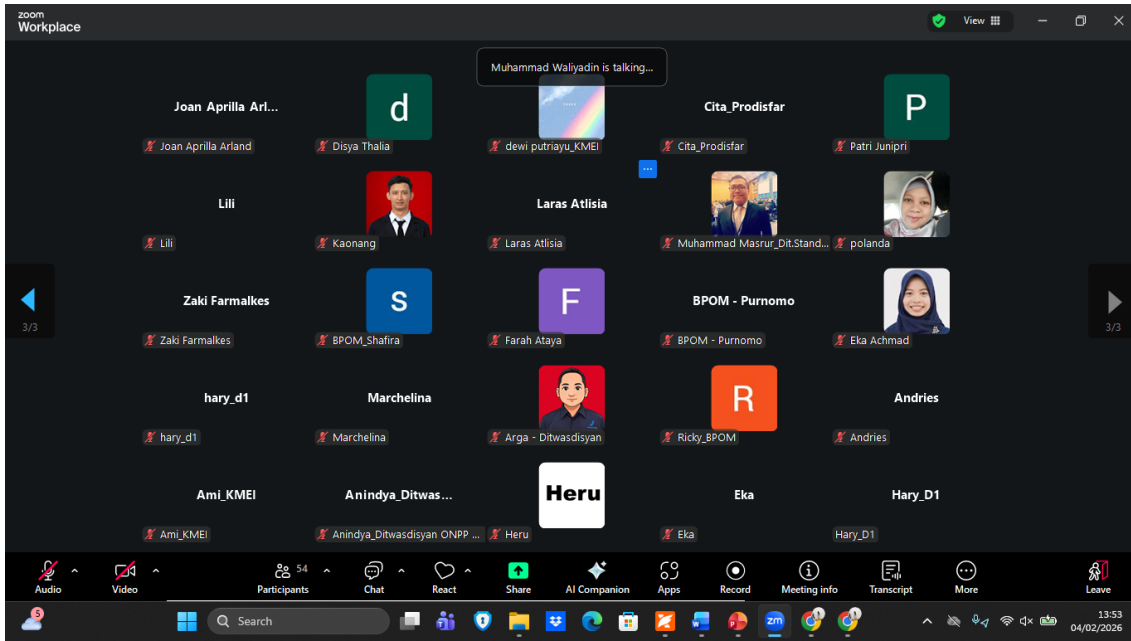 zoom
Workplace
View
Muhammad Waliyadin is talking...
Joan Aprilla Arl...
d
Cita_Prodisfar
P
Joan Aprilla Arland
Disya Thalia
dewi putriayu_KMEI
Cita_Prodisfar
Patri Junipri
Lili
Laras Atlisia
Lili
Kaonang
Laras Atlisia
Muhammad Masrur_Dit.Stand...
polanda
Zaki Farmalkes
S
F
BPOM - Purnomo
3/3
3/3
Zaki Farmalkes
BPOM_Shafira
Farah Ataya
BPOM - Purnomo
Eka Achmad
hary_d1
Marchelina
R
Andries
hary_d1
Marchelina
Arga - Ditwasdisyan
Ricky_BPOM
Andries
Ami_KMEI
Anindya_Ditwas...
Heru
Eka
Hary_D1
Ami_KMEI
Anindya_Ditwasdisyan ONPP ...
Heru
Eka
Hary_D1
54
Audio
Video
Participants
Chat
React
Share
AI Companion
Apps
Record
Meeting info
Transcript
More
Leave
5
Search
zm
13:53
04/02/2026